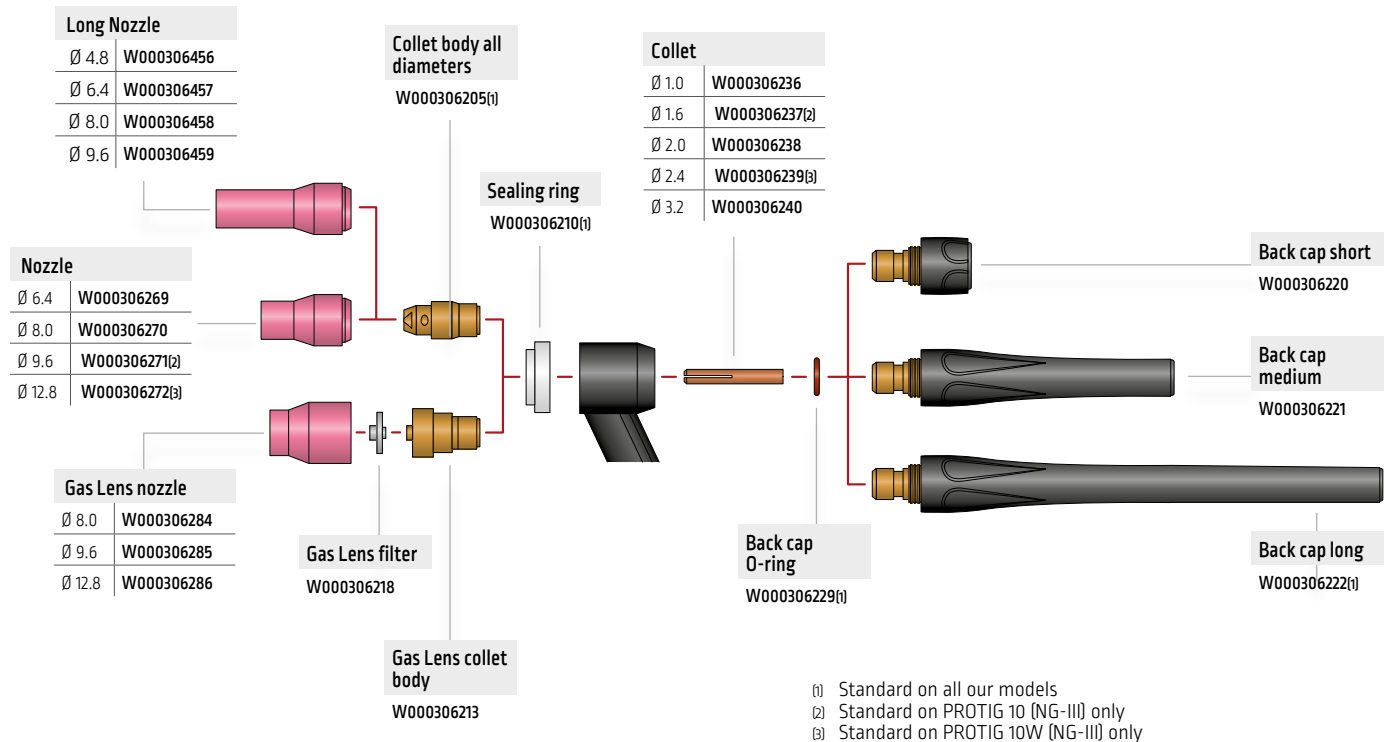 Long Nozzle
Ø 4.8 W000306456
Ø 6.4 W000306457
Ø 8.0 W000306458
Ø 9.6 W000306459
Nozzle
Ø 6.4 W000306269
Ø 8.0 W000306270
Ø 9.6 W000306271(2)
Ø 12.8 W000306272(3)
Gas Lens nozzle
Ø 8.0 W000306284
Ø 9.6 W000306285
Ø 12.8 W000306286
Collet body all
diameters
W000306205(1)
Sealing ring
W000306210(1)
Gas Lens filter
W000306218
Gas Lens collet
body
W000306213
Collet
Ø 1.0 W000306236
Ø 1.6 W000306237(2)
Ø 2.0 W000306238
Ø 2.4 W000306239(3)
Ø 3.2 W000306240
Back cap
O-ring
W000306229(1)
Back cap short
W000306220
Back cap
medium
W000306221
Back cap long
W000306222(1)
(1) Standard on all our models
(2) Standard on PROTIG 10 (NG-III) only
(3) Standard on PROTIG 10W (NG-III) only